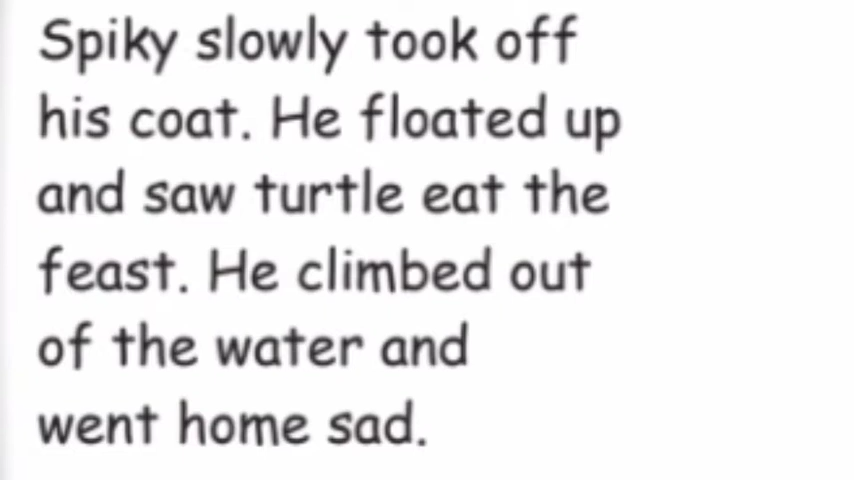 Spiky slowly took off
his coat. He floated up
and saw turtle eat the
feast. He climbed out
of the water and
went home sad.